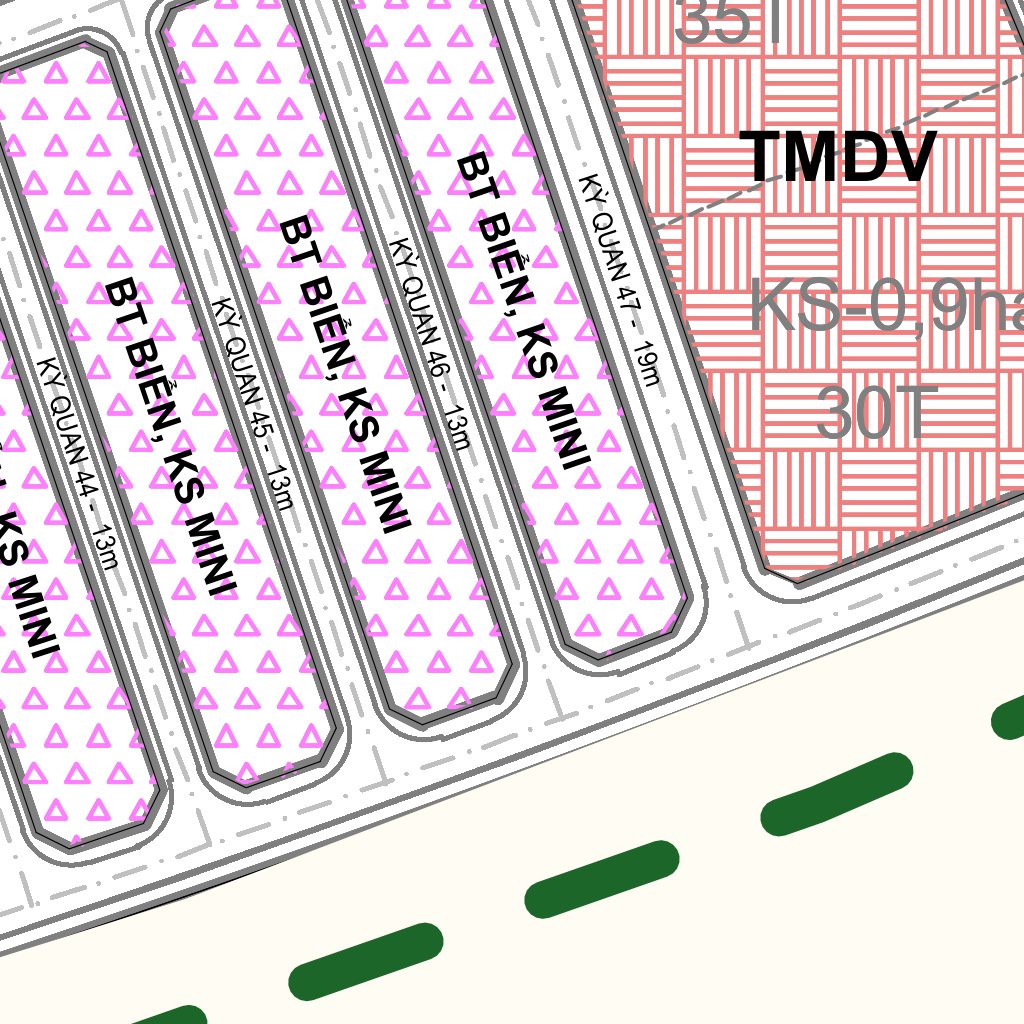 35T
TMDV
KS-0,9ha
30T
BT BIỂN, KS MINI
KỲ QUAN 47 - 19m
BT BIỂN, KS MINI
KỲ QUAN 46 - 13m
BT BIỂN, KS MINI
KỲ QUAN 45 - 13m
KỲ QUAN 44 - 13m
KS MINI